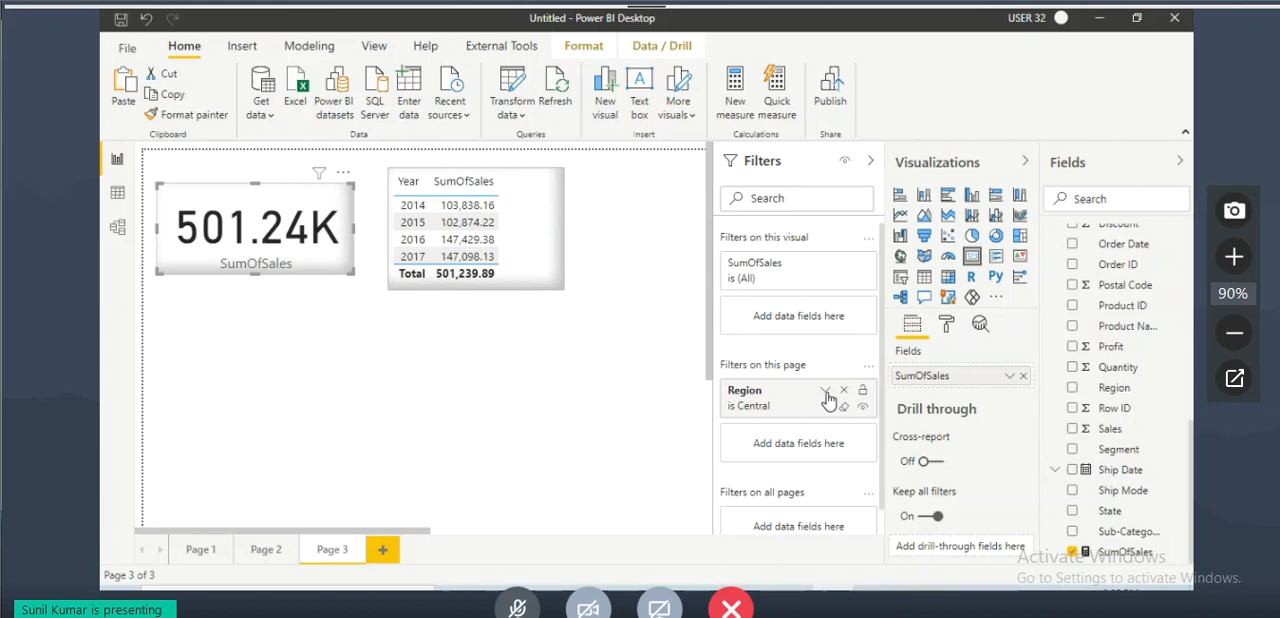 Untitled - Power BI Desktop
USER 32
File
Home
Insert
Modeling
View
Help
External Tools
Format
Data / Drill
Paste
Cut
Copy
Format painter
Clipboard
Get data
Excel
Power BI datasets
SQL Server
Enter data
Recent sources
Data
Transform data
Refresh
Queries
New visual
Text box
More visuals
Insert
New measure
Quick measure
Calculations
Publish
Share
501.24K
SumOfSales
Year SumOfSales
2014 103,838.16
2015 102,874.22
2016 147,429.38
2017 147,098.13
Total 501,239.89
Filters
Search
Filters on this visual
SumOfSales
is (All)
Add data fields here
Filters on this page
Region
is Central
Add data fields here
Filters on all pages
Add data fields here
Visualizations
R
Py
Fields
SumOfSales
Drill through
Cross-report
Off
Keep all filters
On
Add drill-through fields here
Fields
Search
Discount
Order Date
Order ID
Σ Postal Code
Product ID
Product Na...
Σ Profit
Σ Quantity
Region
Σ Row ID
Σ Sales
Segment
Ship Date
Ship Mode
State
Sub-Catego...
SumOfSales
90%
Activate Windows
Go to Settings to activate Windows.
Page 1
Page 2
Page 3
Page 3 of 3
Sunil Kumar is presenting